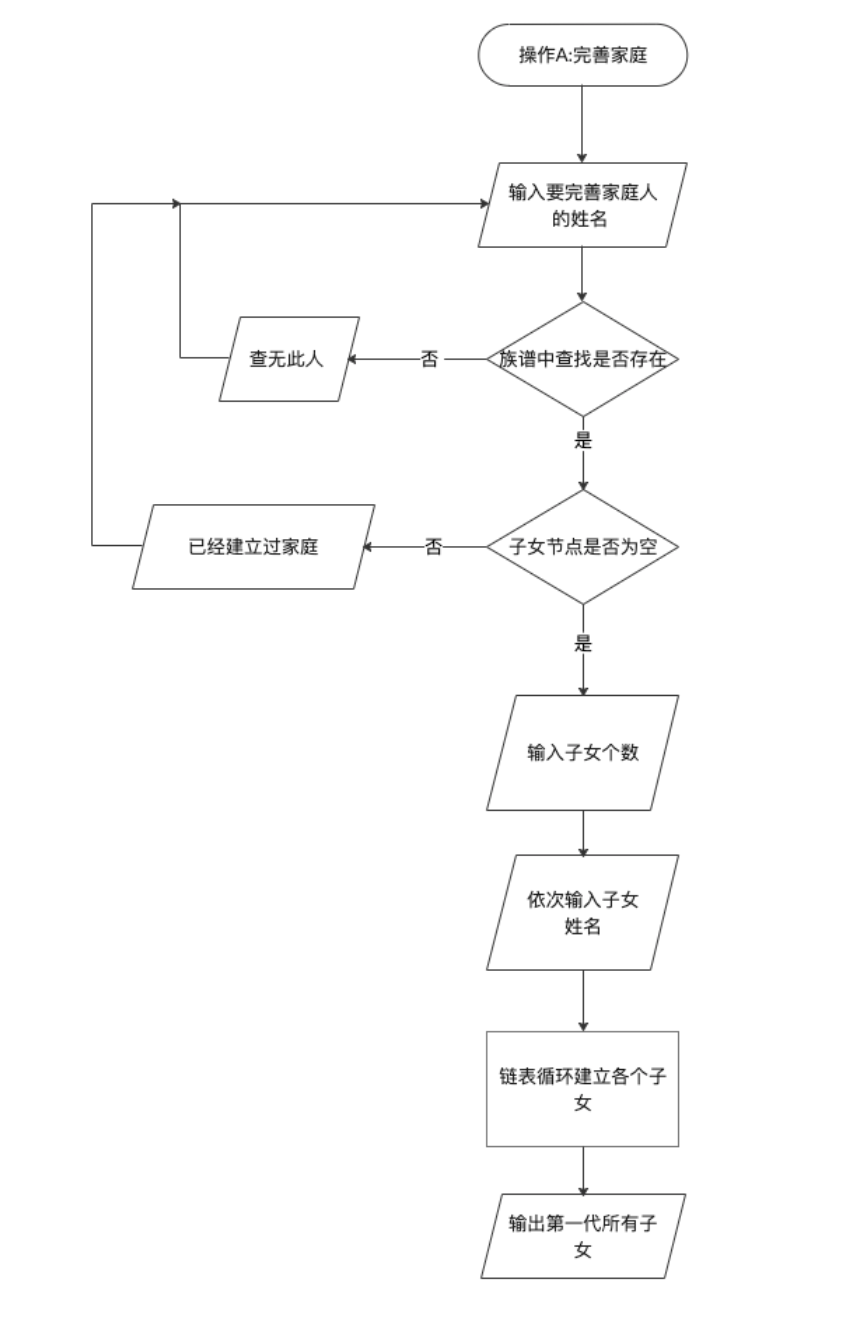 操作A:完善家庭
输入要完善家庭人
的姓名
查无此人
否
族谱中查找是否存在
是
已经建立过家庭
否
子女节点是否为空
是
输入子女个数
依次输入子女
姓名
链表循环建立各个子
女
输出第一代所有子
女